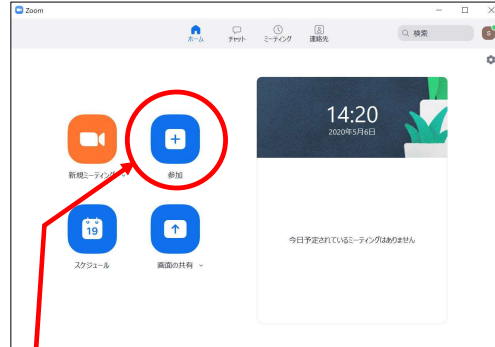 Zoom
ホーム
チャット
ミーティング
連絡先
検索
S
14:20
2020年5月6日
新規ミーティング
参加
19
スケジュール
画面の共有
今日予定されているミーティングはありません